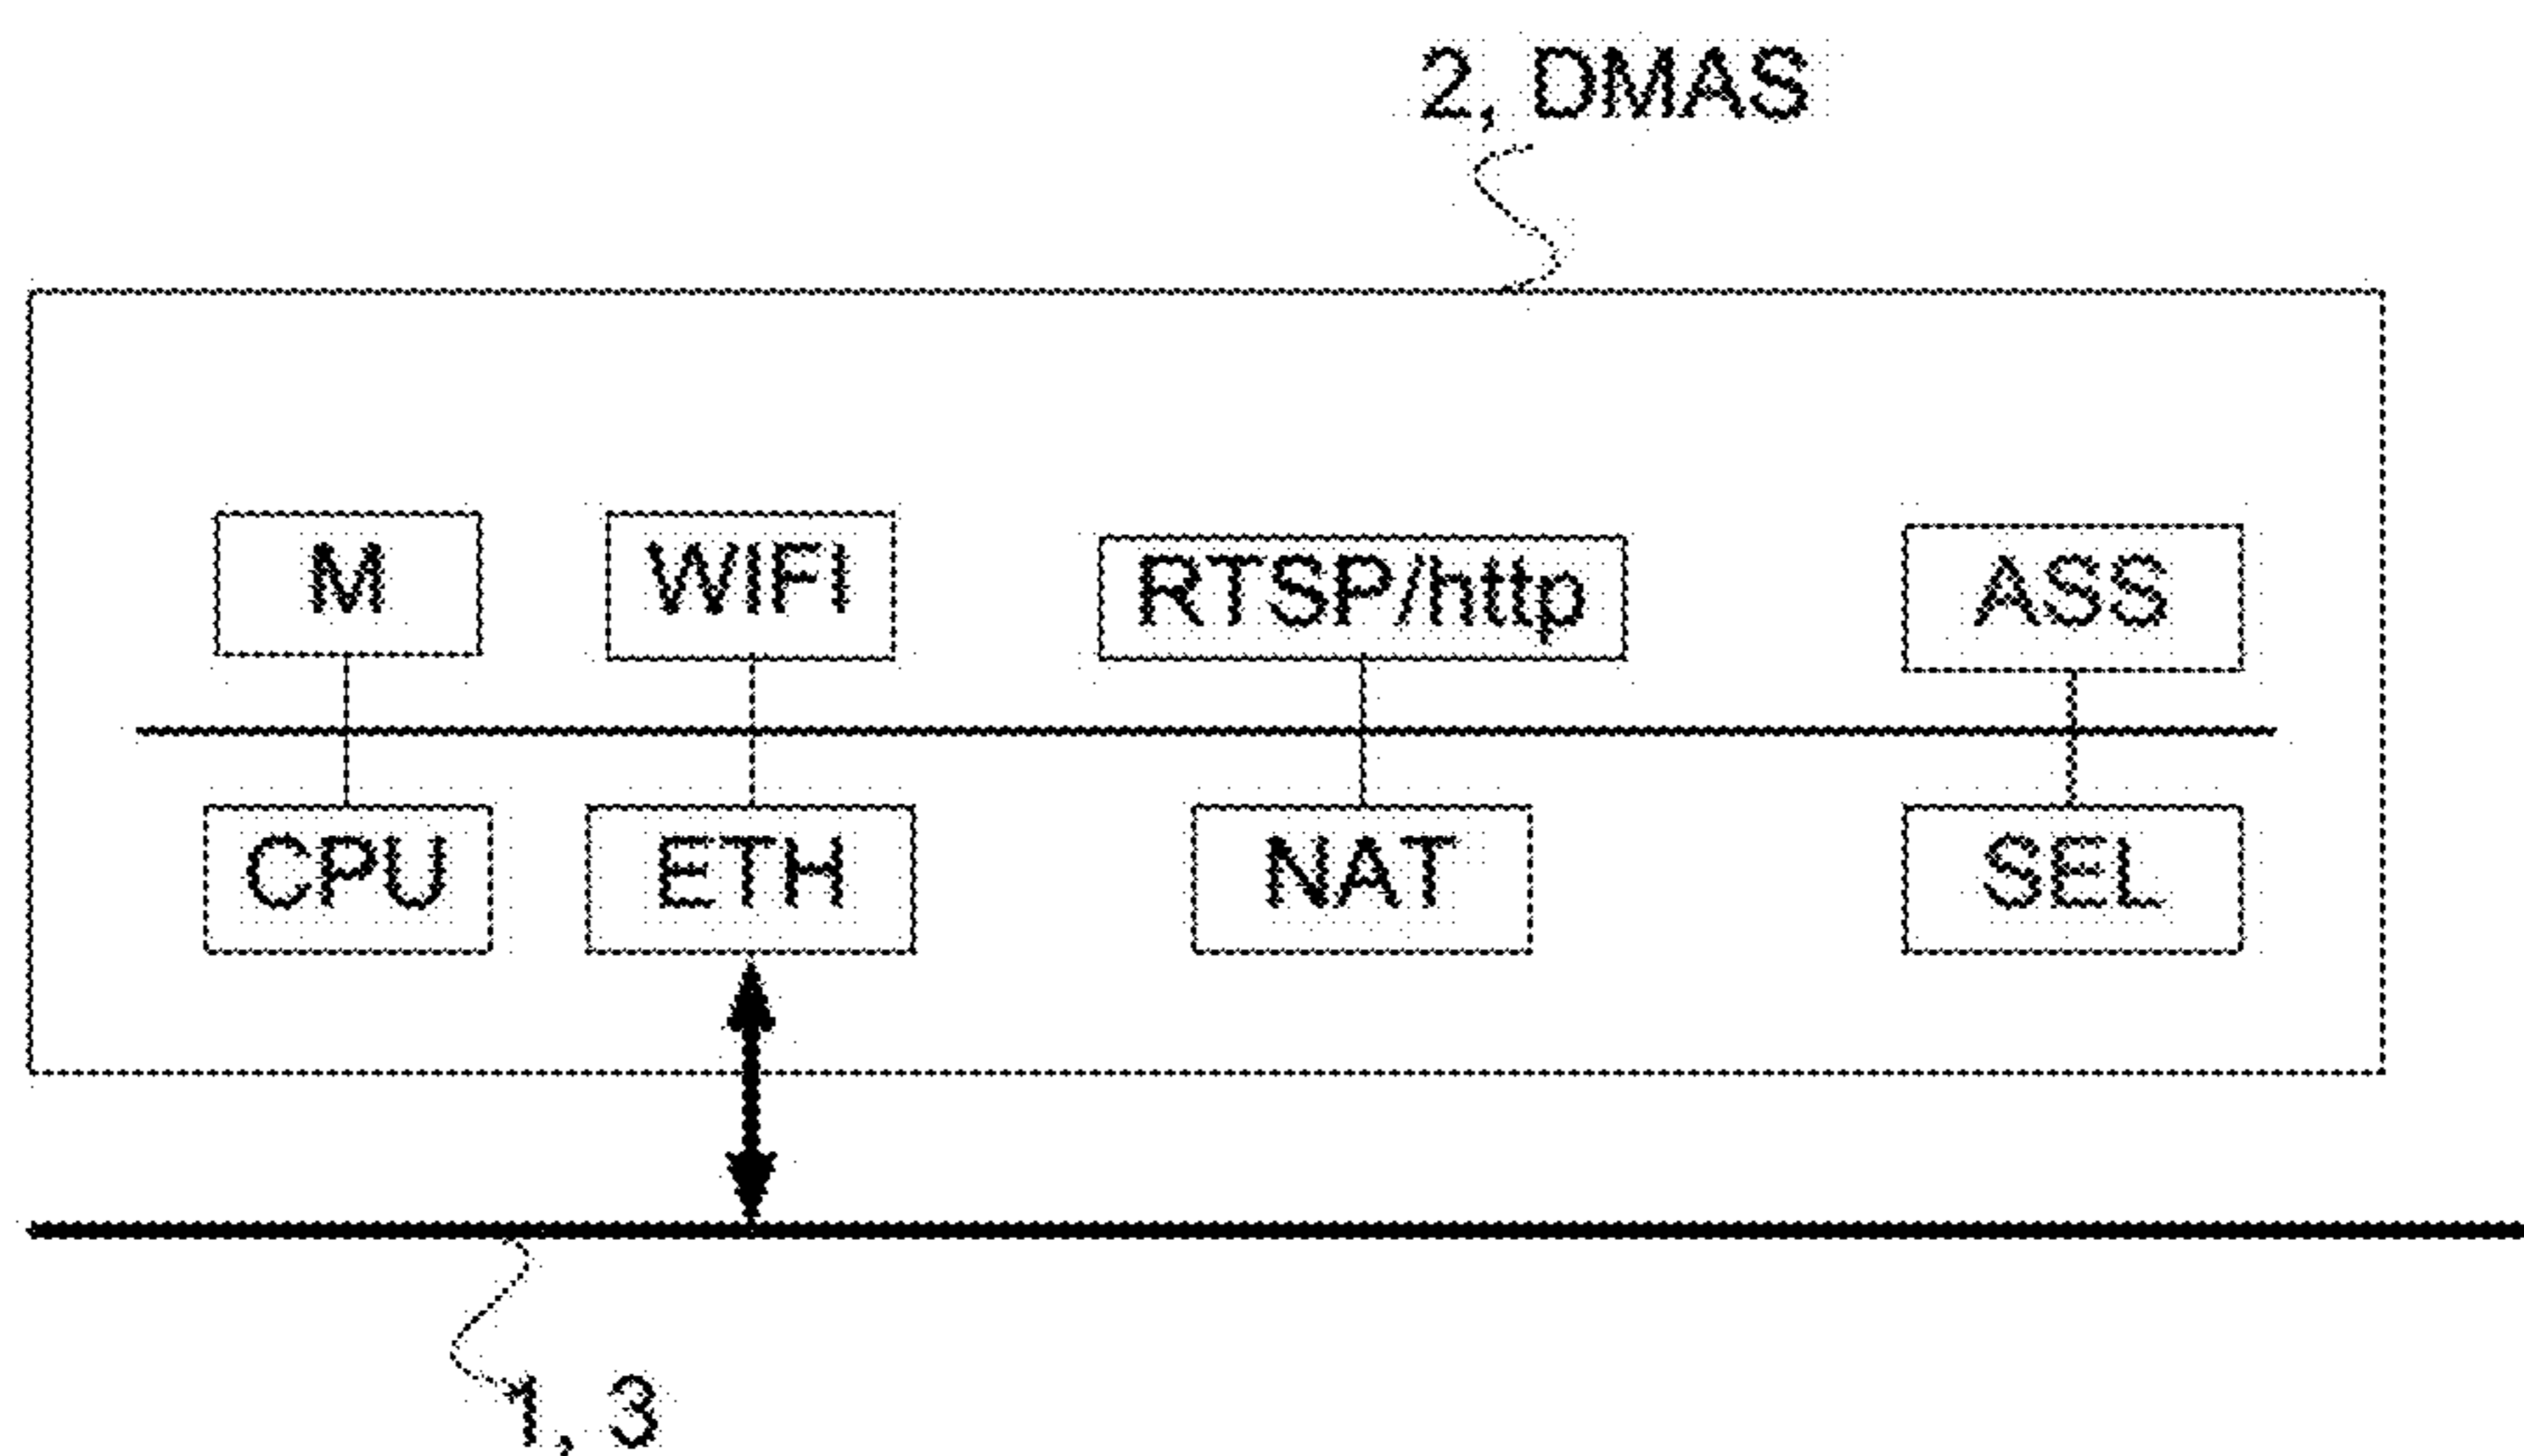 2, DMAS
M WIFI RTSP/http ASS
CPU ETH NAT SEL
1, 3